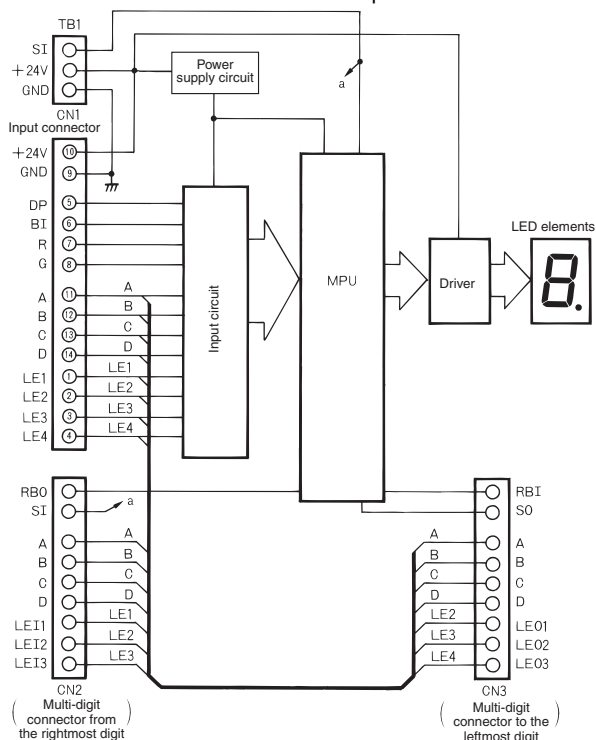 TB1
SI
+24V
GND
CN1
Input connector
Power
supply circuit
a
+24V 10
GND 9
DP 5
BI 6
R 7
G 8
A 11 A
B 12 B
C 13 C
D 14 D
LE1 1 LE1
LE2 2 LE2
LE3 3 LE3
LE4 4 LE4
Input circuit
MPU
Driver
LED elements
8.
RBO
SI a
A A
B B
C C
D D
LEI1 LE1
LEI2 LE2
LEI3 LE3
CN2
( Multi-digit
connector from
the rightmost digit )
RBI
SO
A A
B B
C C
D D
LE2 LEO1
LE3 LEO2
LE4 LEO3
CN3
( Multi-digit
connector to the
leftmost digit )